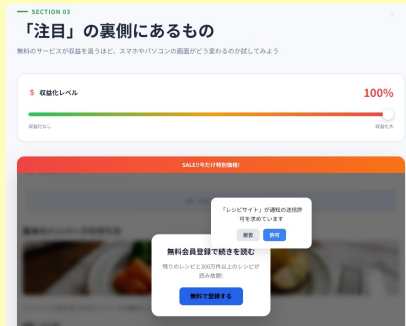 SECTION 03
「注目」の裏側にあるもの
無料のサービスが収益を追うほど、スマホやパソコンの画面がどう変わるのか試してみよう
$ 収益化レベル
100%
収益化なし
収益化大
SALE!!今だけ特別価格!
「レシピサイト」が通知の送信許
可を求めています
拒否
許可
無料会員登録で続きを読む
残りのレシピと300万件以上のレシピが
読み放題!
無料で登録する